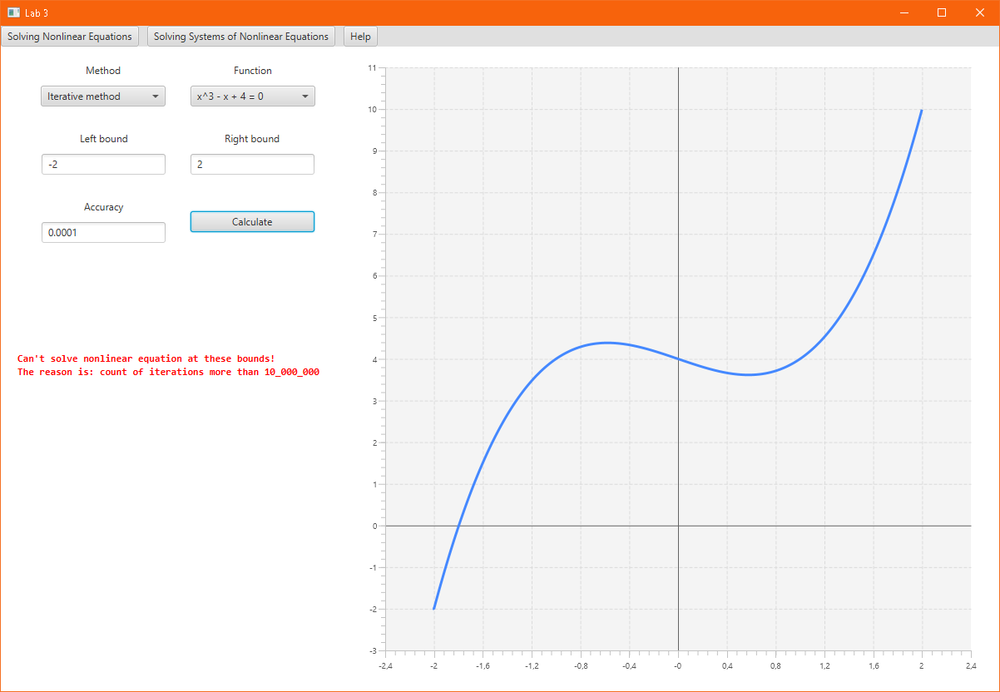 Lab 3
Solving Nonlinear Equations Solving Systems of Nonlinear Equations Help
Method Function
Iterative method x^3 - x + 4 = 0
Left bound Right bound
-2 2
Accuracy
0.0001 Calculate
Can't solve nonlinear equation at these bounds!
The reason is: count of iterations more than 10_000_000
11
10
9
8
7
6
5
4
3
2
1
0
-1
-2
-3
-2,4 -2 -1,6 -1,2 -0,8 -0,4 -0 0,4 0,8 1,2 1,6 2 2,4